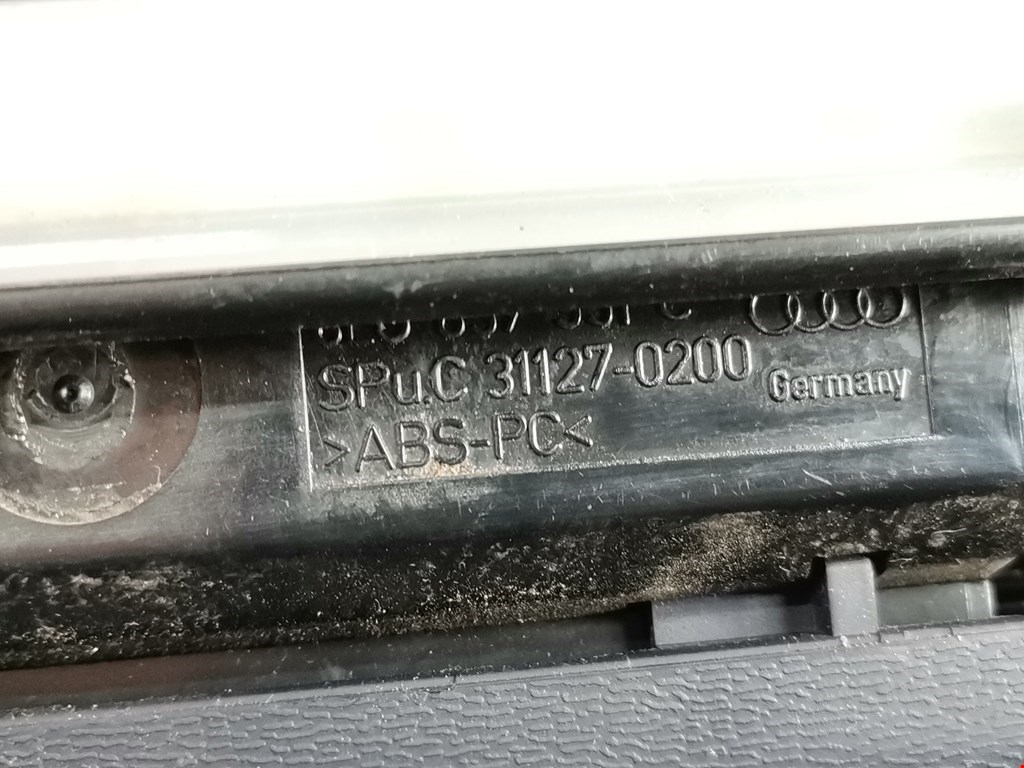 SPu.C 31127-0200
Germany
>ABS-PC<